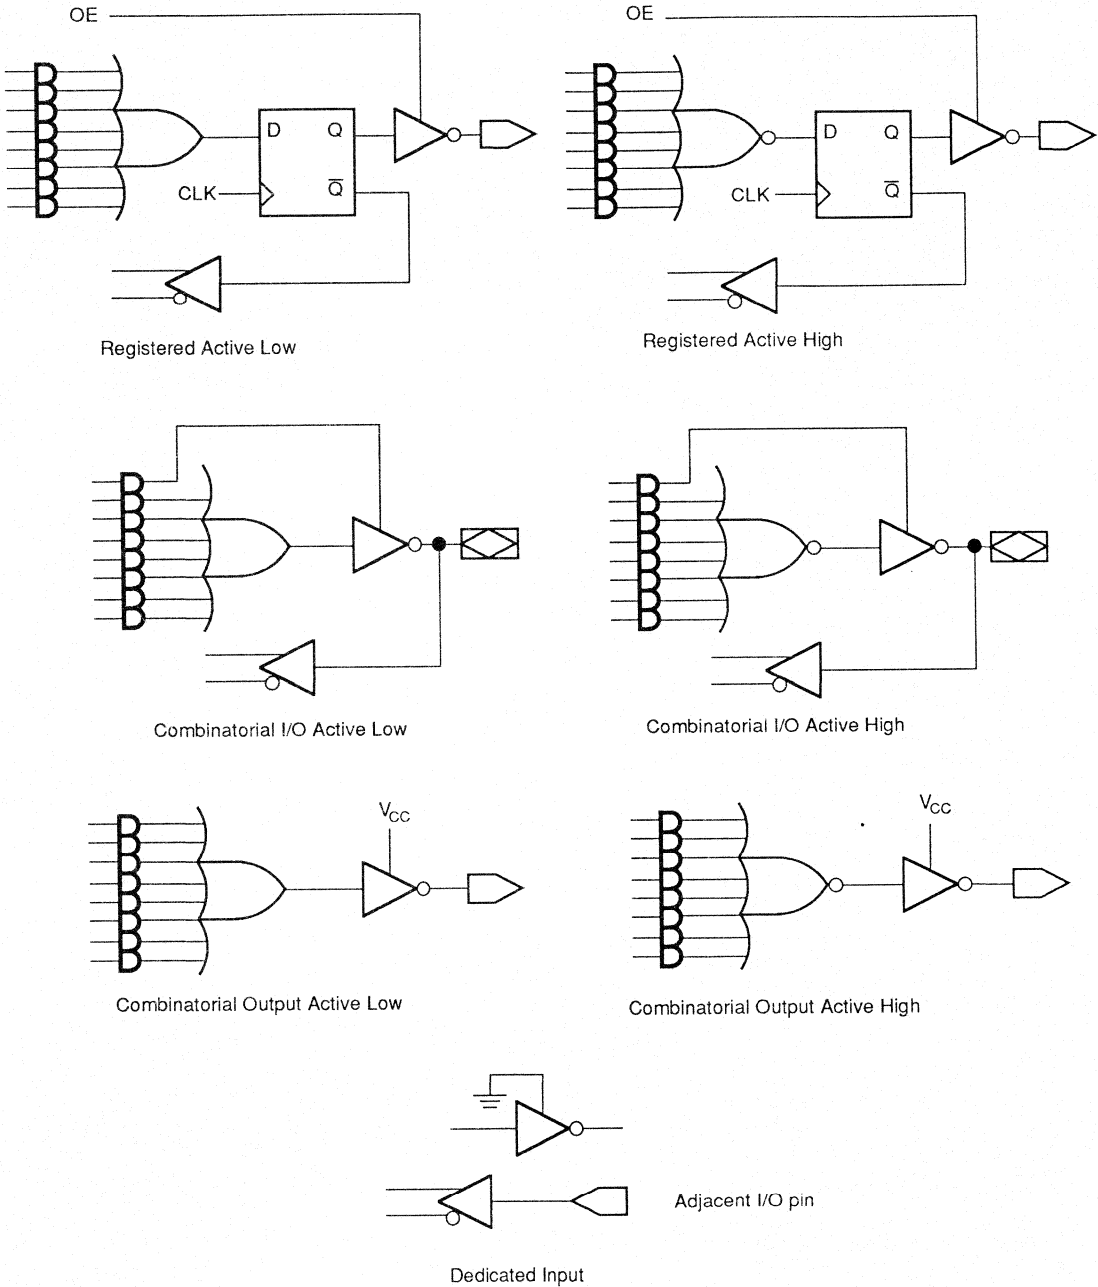 OE
OE
D Q
CLK Q̅
D Q
CLK Q̅
Registered Active Low
Registered Active High
Combinatorial I/O Active Low
Combinatorial I/O Active High
VCC
VCC
Combinatorial Output Active Low
Combinatorial Output Active High
Adjacent I/O pin
Dedicated Input